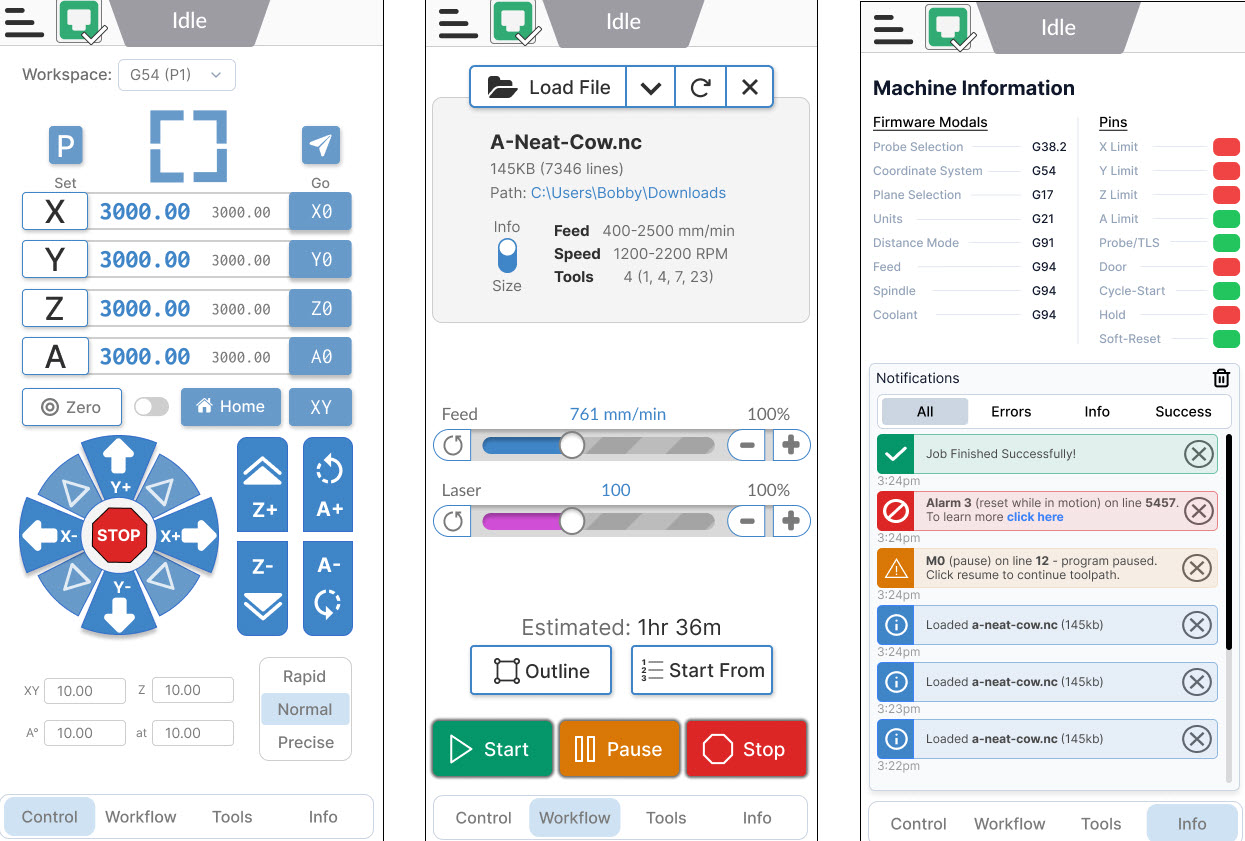 Idle
Workspace: G54 (P1)
P
Set
Go
X 3000.00 3000.00 X0
Y 3000.00 3000.00 Y0
Z 3000.00 3000.00 Z0
A 3000.00 3000.00 A0
Zero Home XY
Y+
X- STOP X+
Y-
Z+ A+
Z- A-
XY 10.00 Z 10.00
A° 10.00 at 10.00
Rapid
Normal
Precise
Control Workflow Tools Info
Idle
Load File
A-Neat-Cow.nc
145KB (7346 lines)
Path: C:\Users\Bobby\Downloads
Info
Size
Feed 400-2500 mm/min
Speed 1200-2200 RPM
Tools 4 (1, 4, 7, 23)
Feed 761 mm/min 100%
Laser 100 100%
Estimated: 1hr 36m
Outline 1 2 3 Start From
Start Pause Stop
Control Workflow Tools Info
Idle
Machine Information
Firmware Modals
Probe Selection G38.2
Coordinate System G54
Plane Selection G17
Units G21
Distance Mode G91
Feed G94
Spindle G94
Coolant G94
Pins
X Limit
Y Limit
Z Limit
A Limit
Probe/TLS
Door
Cycle-Start
Hold
Soft-Reset
Notifications
All Errors Info Success
Job Finished Successfully!
3:24pm
Alarm 3 (reset while in motion) on line 5457.
To learn more click here
3:24pm
M0 (pause) on line 12 - program paused.
Click resume to continue toolpath.
3:24pm
Loaded a-neat-cow.nc (145kb)
3:24pm
Loaded a-neat-cow.nc (145kb)
3:23pm
Loaded a-neat-cow.nc (145kb)
3:22pm
Control Workflow Tools Info